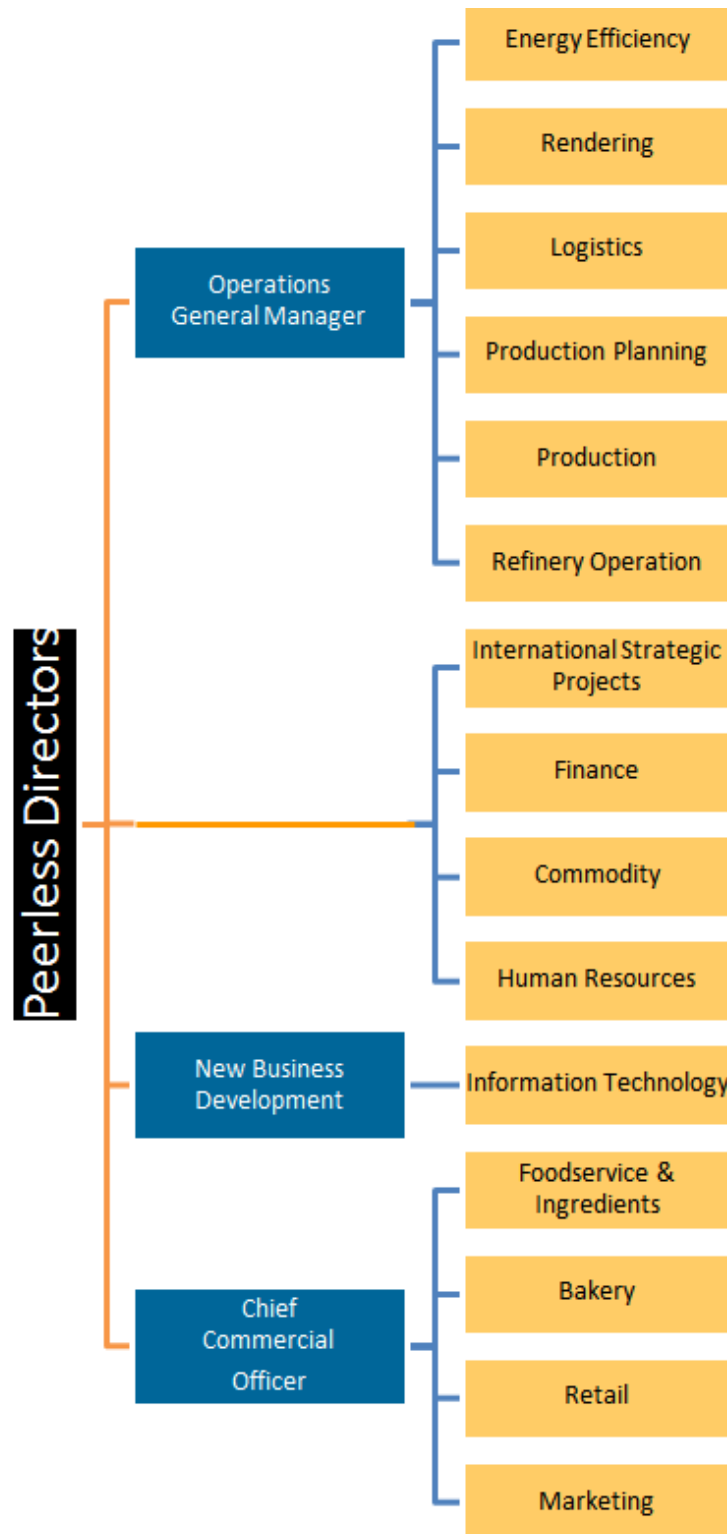 Peerless Directors
Operations
General Manager
Energy Efficiency
Rendering
Logistics
Production Planning
Production
Refinery Operation
International Strategic
Projects
Finance
Commodity
Human Resources
New Business
Development
Information Technology
Chief
Commercial
Officer
Foodservice &
Ingredients
Bakery
Retail
Marketing